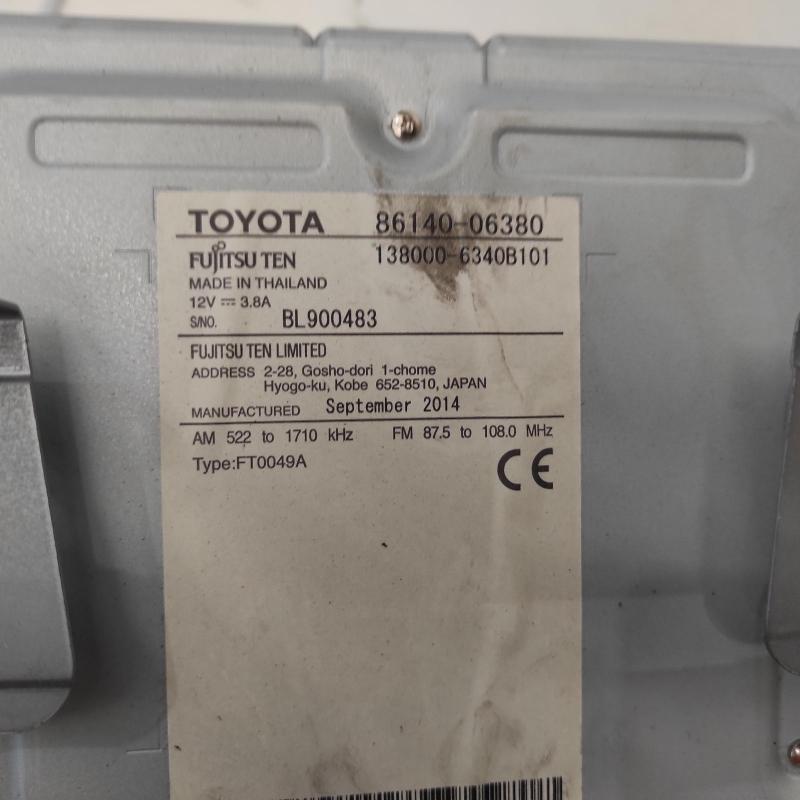 TOYOTA 86140-06380
FUJITSU TEN 138000-6340B101
MADE IN THAILAND
12V ⎓ 3.8A
S/NO. BL900483
FUJITSU TEN LIMITED
ADDRESS 2-28, Gosho-dori 1-chome
Hyogo-ku, Kobe 652-8510, JAPAN
MANUFACTURED September 2014
AM 522 to 1710 kHz FM 87.5 to 108.0 MHz
Type:FT0049A CE